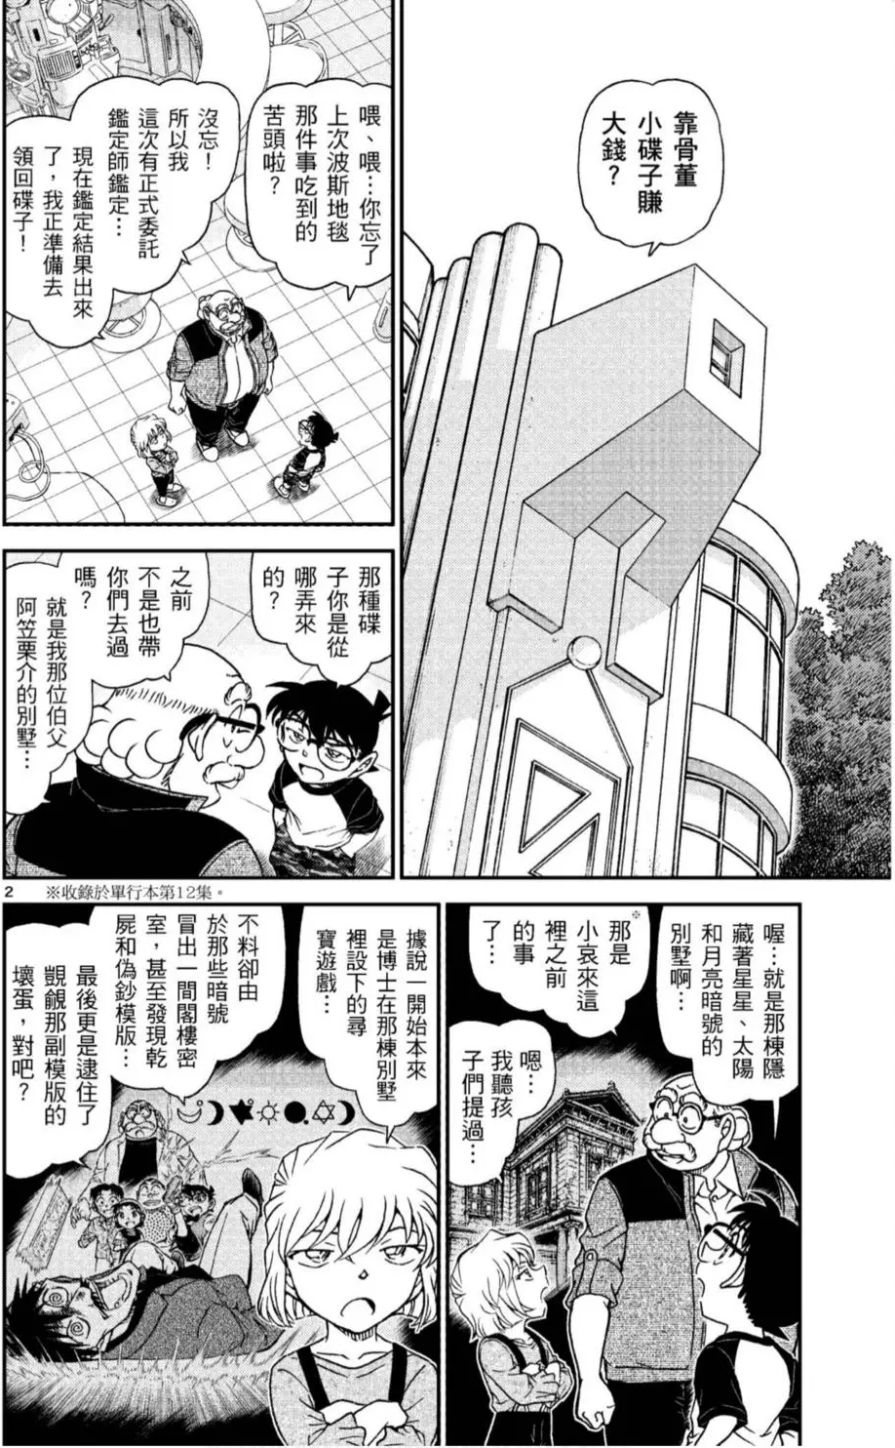 靠骨董
小碟子賺
大錢？
喂、喂…你忘了
上次波斯地毯
那件事吃到的
苦頭啦？
沒忘！
所以我
這次有正式委託
鑑定師鑑定…
現在鑑定結果出來
了，我正準備去
領回碟子！
那種碟
子你是從
哪弄來
的？
之前
不是也帶
你們去過
嗎？
就是我那位伯父
阿笠栗介的別墅…
2
※收錄於單行本第12集。
喔…就是那棟隱
藏著星星、太陽
和月亮暗號的
別墅啊…
※
那是
小哀來這
裡之前
的事
了…
嗯…
我聽孩
子們提過…
據說一開始本來
是博士在那棟別墅
裡設下的尋
寶遊戲…
不料卻由
於那些暗號
冒出一間閣樓密
室，甚至發現乾
屍和偽鈔模版…
最後更是逮住了
覬覦那副模版的
壞蛋，對吧？